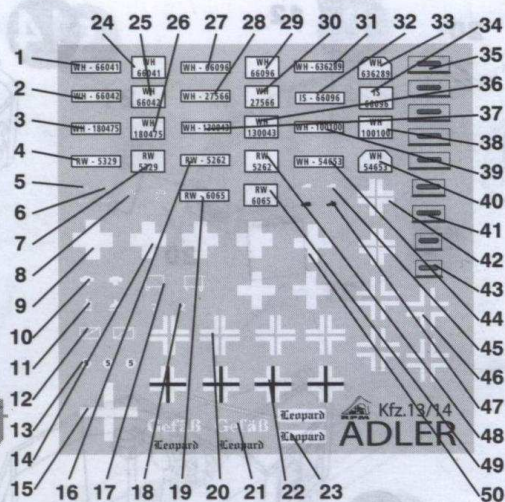 24 25 26 27 28 29 30 31 32 33 34
35
36
37
38
39
40
41
42
43
44
45
46
47
48
49
50
1
2
3
4
5
6
7
8
9
10
11
12
13
14
15
16 17 18 19 20 21 22 23
WH - 66041
WH 66041
WH - 66096
WH 66096
WH - 636289
WH 636289
WH - 66042
WH 66042
WH - 27566
WH 27566
IS - 66096
IS 66096
WH - 180475
WH 180475
WH - 130043
WH 130043
WH - 100100
WH 100100
RW - 5329
RW 5329
RW - 5262
RW 5262
WH - 54653
WH 54653
RW - 6065
RW 6065
S S S
Gefäß Gefäß
Leopard Leopard
Leopard
Leopard
RPM Kfz.13/14
ADLER